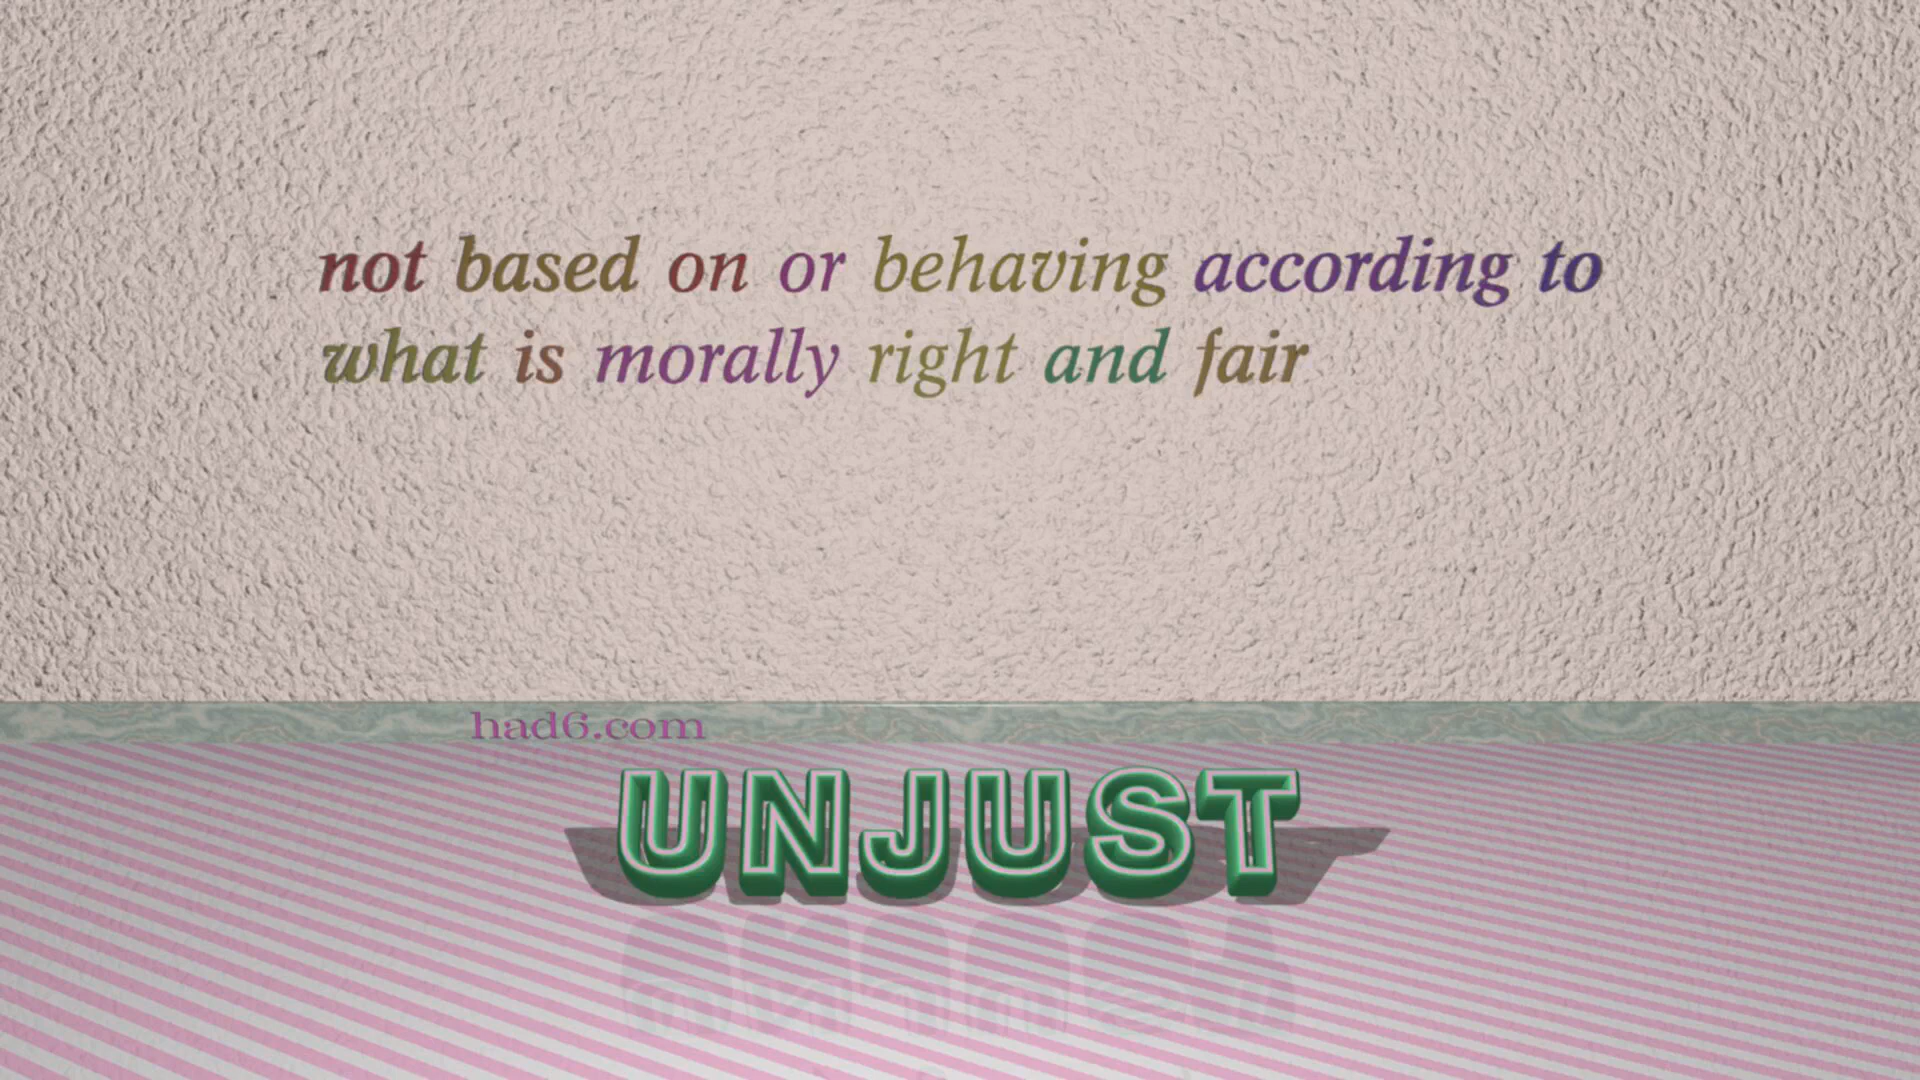 not based on or behaving according to
what is morally right and fair
had6.com
UNJUST